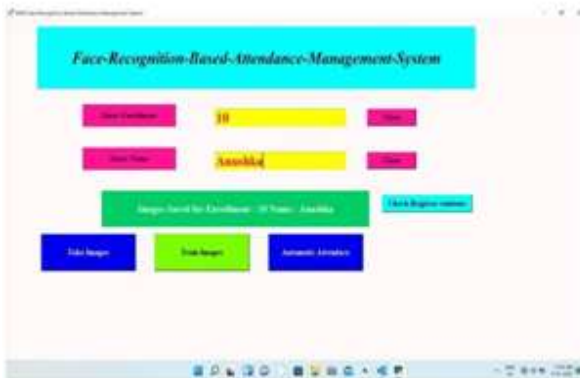 Face-Recognition-Based-Attendance-Management-System
Enter Enrollment
10
Clear
Enter Name
Anushka
Clear
Images Saved for Enrollment : 10 Name : Anushka
Check Register students
Take Images
Train Images
Automatic Attendace